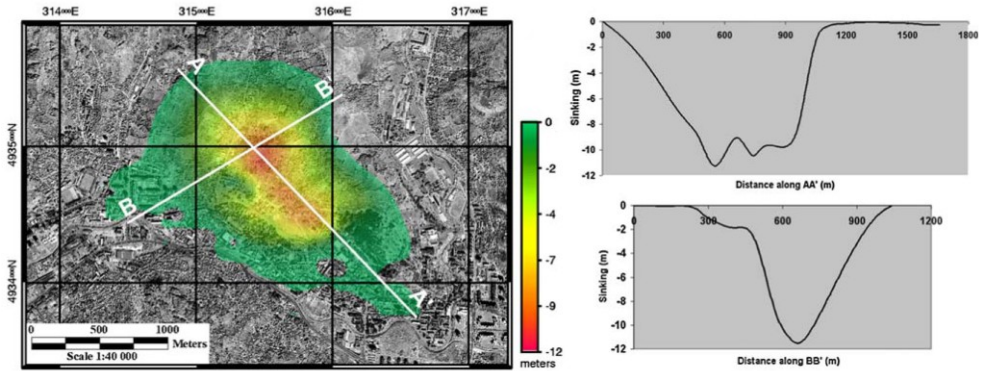 314000E 315000E 316000E 317000E
4935000N
4934000N
A
B
B
A
0 500 1000
Meters
Scale 1:40 000
0
-2
-4
-7
-9
-12
meters
0
-2
-4
-6
-8
-10
-12
0 300 600 900 1200 1500 1800
Sinking (m)
Distance along AA' (m)
0
-2
-4
-6
-8
-10
-12
0 300 600 900 1200
Sinking (m)
Distance along BB' (m)